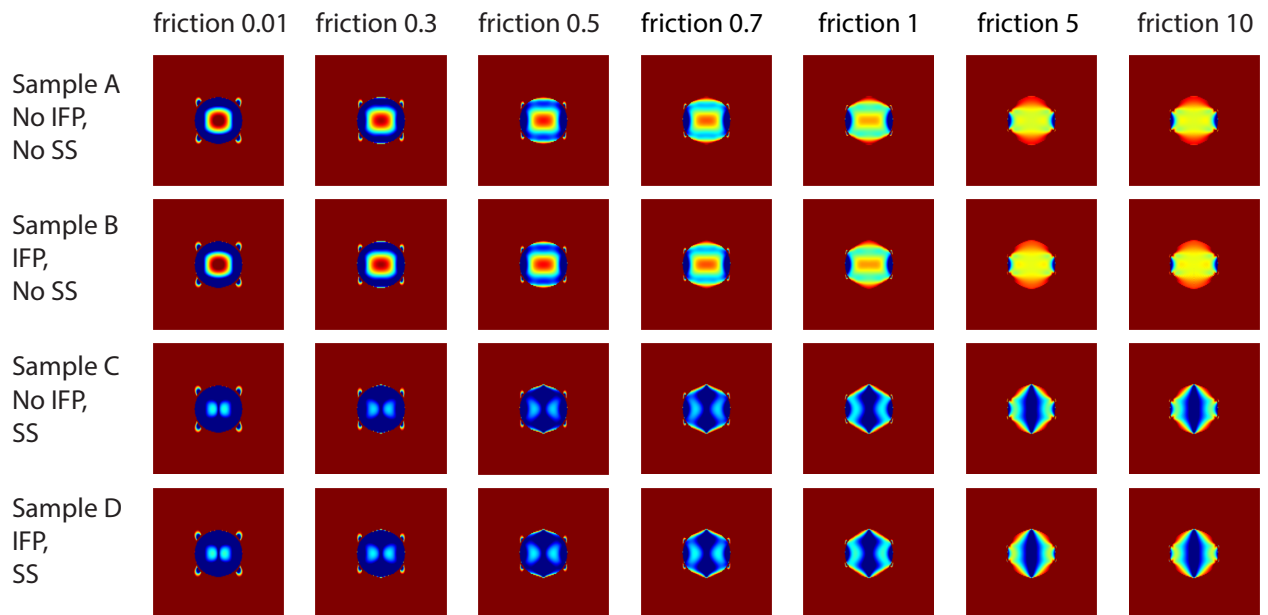 friction 0.01 friction 0.3 friction 0.5 friction 0.7 friction 1 friction 5 friction 10
Sample A
No IFP,
No SS
Sample B
IFP,
No SS
Sample C
No IFP,
SS
Sample D
IFP,
SS